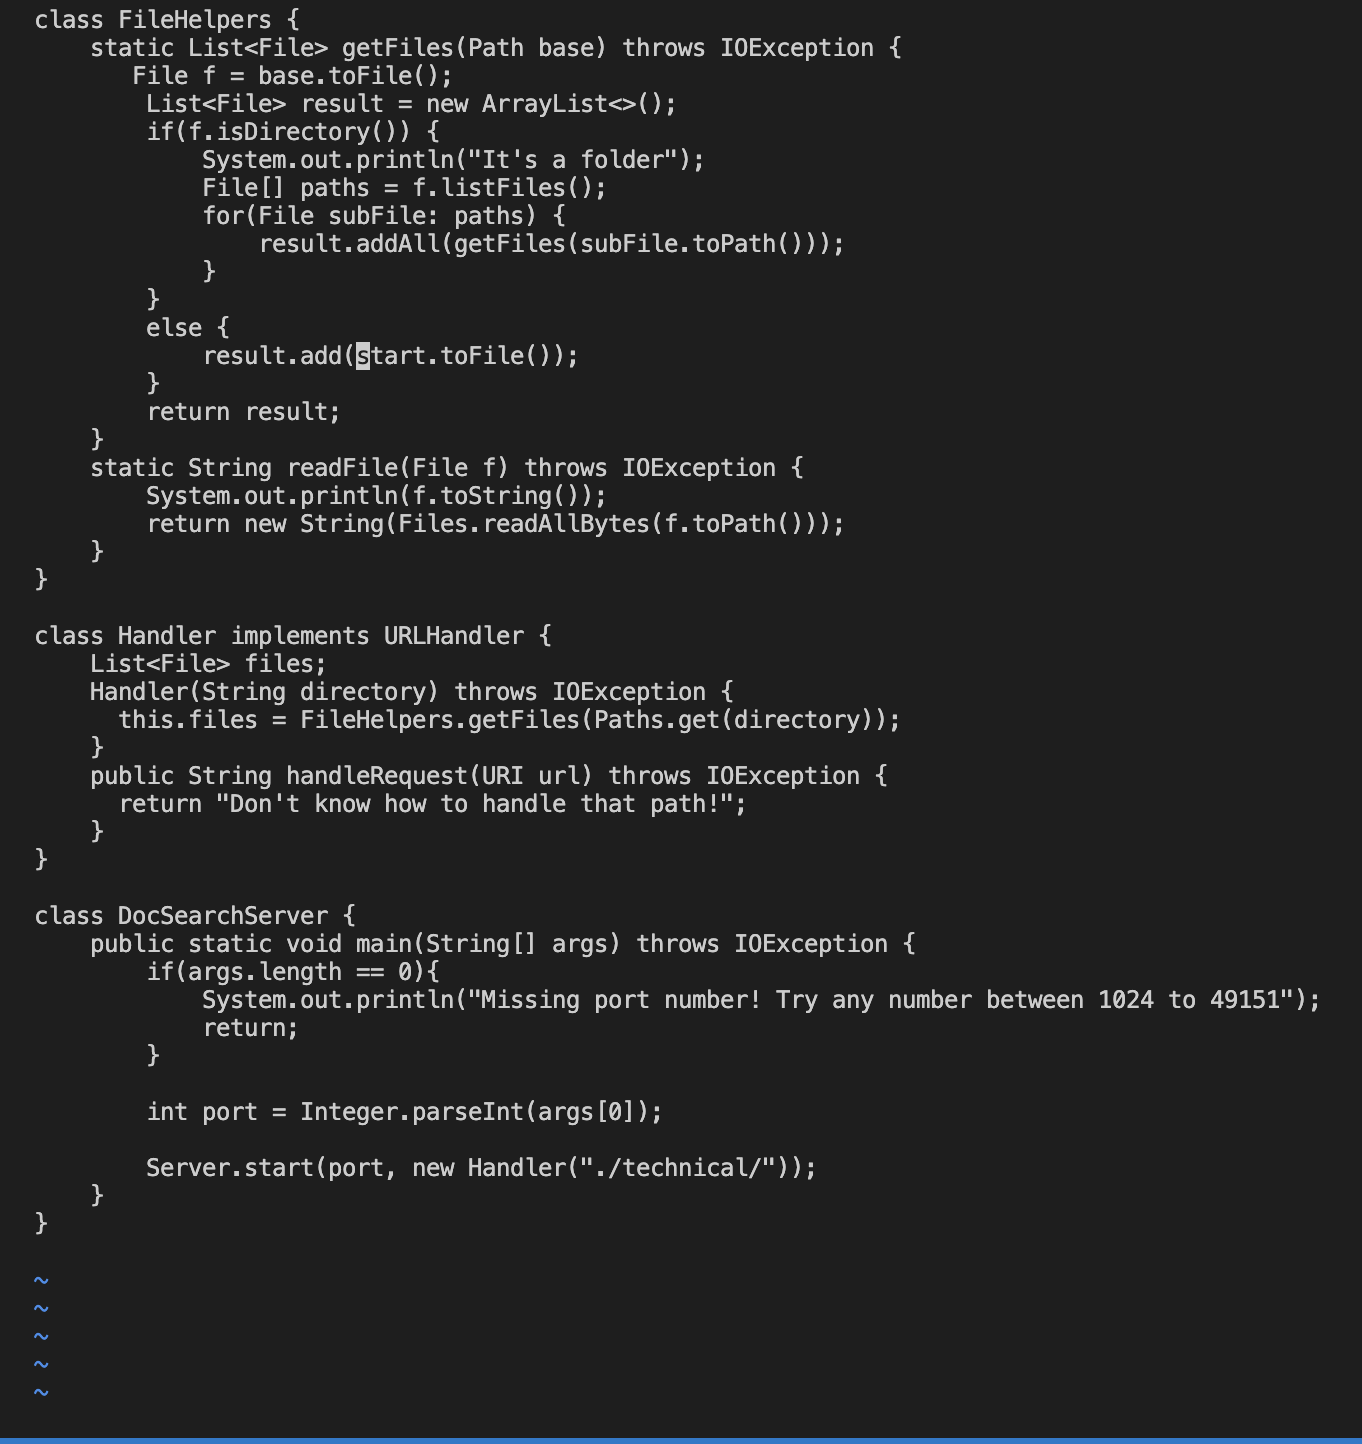 class FileHelpers {
    static List<File> getFiles(Path base) throws IOException {
       File f = base.toFile();
        List<File> result = new ArrayList<>();
        if(f.isDirectory()) {
            System.out.println("It's a folder");
            File[] paths = f.listFiles();
            for(File subFile: paths) {
                result.addAll(getFiles(subFile.toPath()));
            }
        }
        else {
            result.add(start.toFile());
        }
        return result;
    }
    static String readFile(File f) throws IOException {
        System.out.println(f.toString());
        return new String(Files.readAllBytes(f.toPath()));
    }
}

class Handler implements URLHandler {
    List<File> files;
    Handler(String directory) throws IOException {
      this.files = FileHelpers.getFiles(Paths.get(directory));
    }
    public String handleRequest(URI url) throws IOException {
      return "Don't know how to handle that path!";
    }
}

class DocSearchServer {
    public static void main(String[] args) throws IOException {
        if(args.length == 0){
            System.out.println("Missing port number! Try any number between 1024 to 49151");
            return;
        }

        int port = Integer.parseInt(args[0]);

        Server.start(port, new Handler("./technical/"));
    }
}

~
~
~
~
~